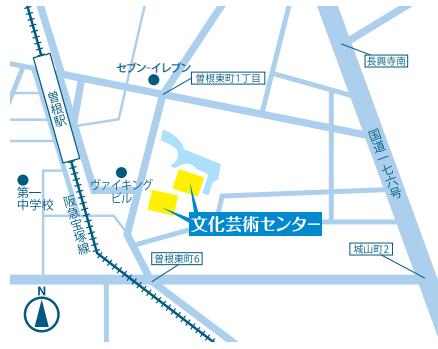 セブン-イレブン
曽根東町1丁目
長興寺南
曽根駅
国道一七六号
第一
中学校
ヴァイキング
ビル
阪急宝塚線
文化芸術センター
曽根東町6
城山町2
N